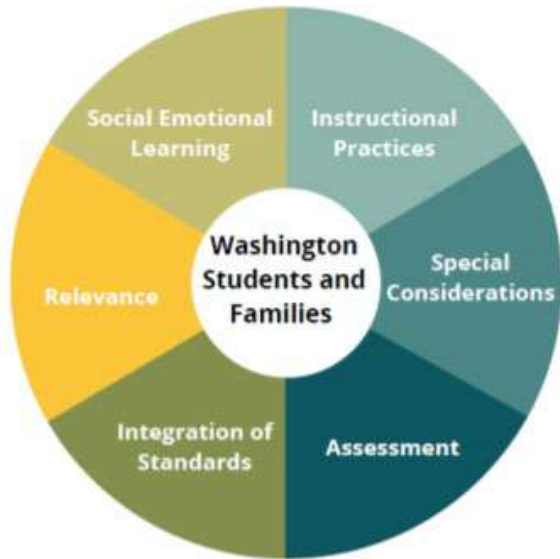 Social Emotional
Learning
Instructional
Practices
Washington
Students and
Families
Special
Considerations
Relevance
Integration of
Standards
Assessment